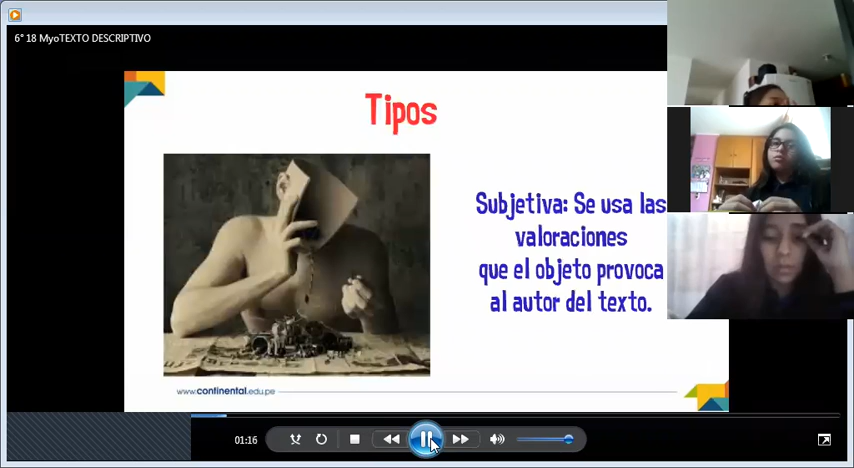 6° 18 MyoTEXTO DESCRIPTIVO
Tipos
Subjetiva: Se usa las
valoraciones
que el objeto provoca
al autor del texto.
www.continental.edu.pe
01:16